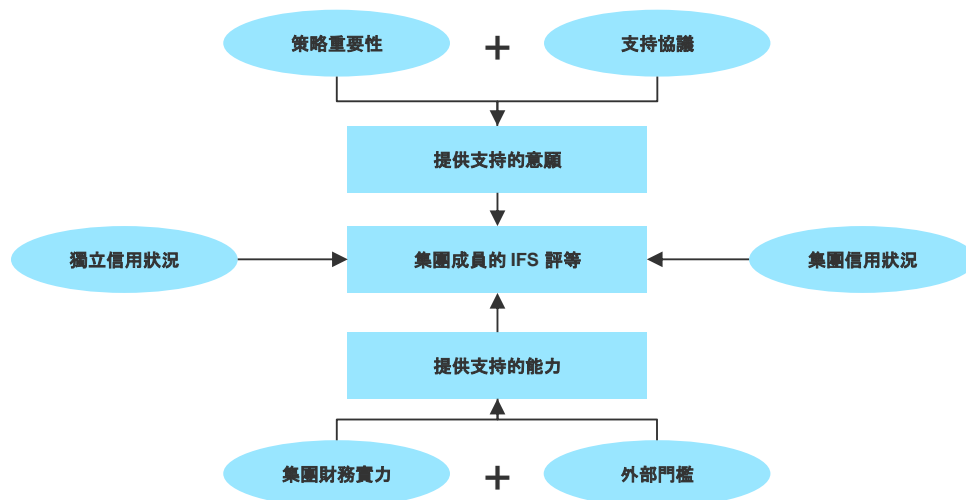 策略重要性
+
支持協議
提供支持的意願
獨立信用狀況
集團成員的 IFS 評等
集團信用狀況
提供支持的能力
集團財務實力
+
外部門檻